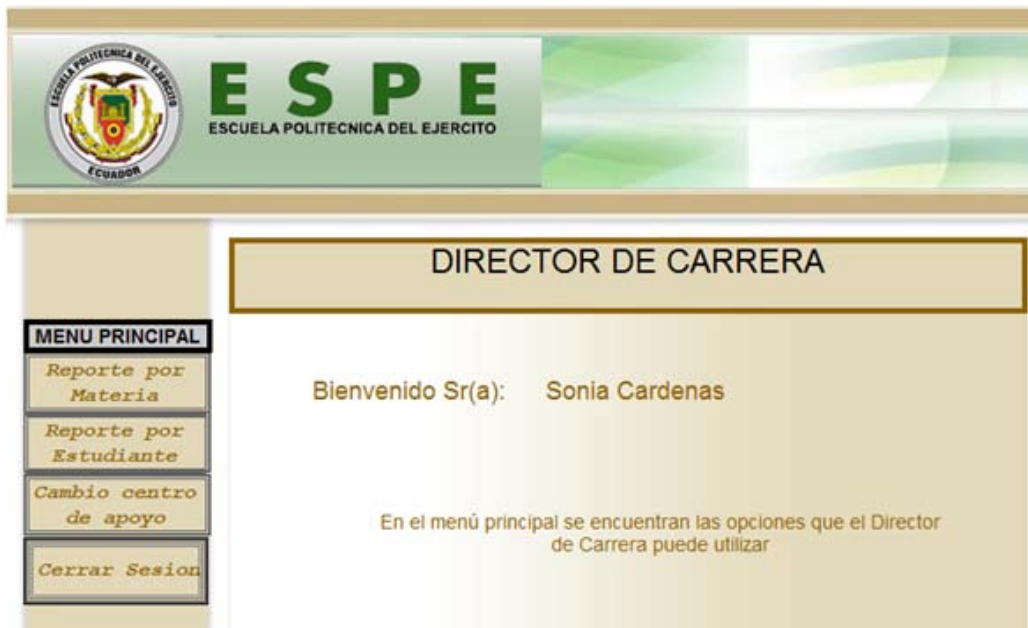 ESCUELA POLITECNICA DEL EJERCITO
ECUADOR
ESPE
ESCUELA POLITECNICA DEL EJERCITO
DIRECTOR DE CARRERA
MENU PRINCIPAL
Reporte por
Materia
Reporte por
Estudiante
Cambio centro
de apoyo
Cerrar Sesion
Bienvenido Sr(a): Sonia Cardenas
En el menú principal se encuentran las opciones que el Director
de Carrera puede utilizar